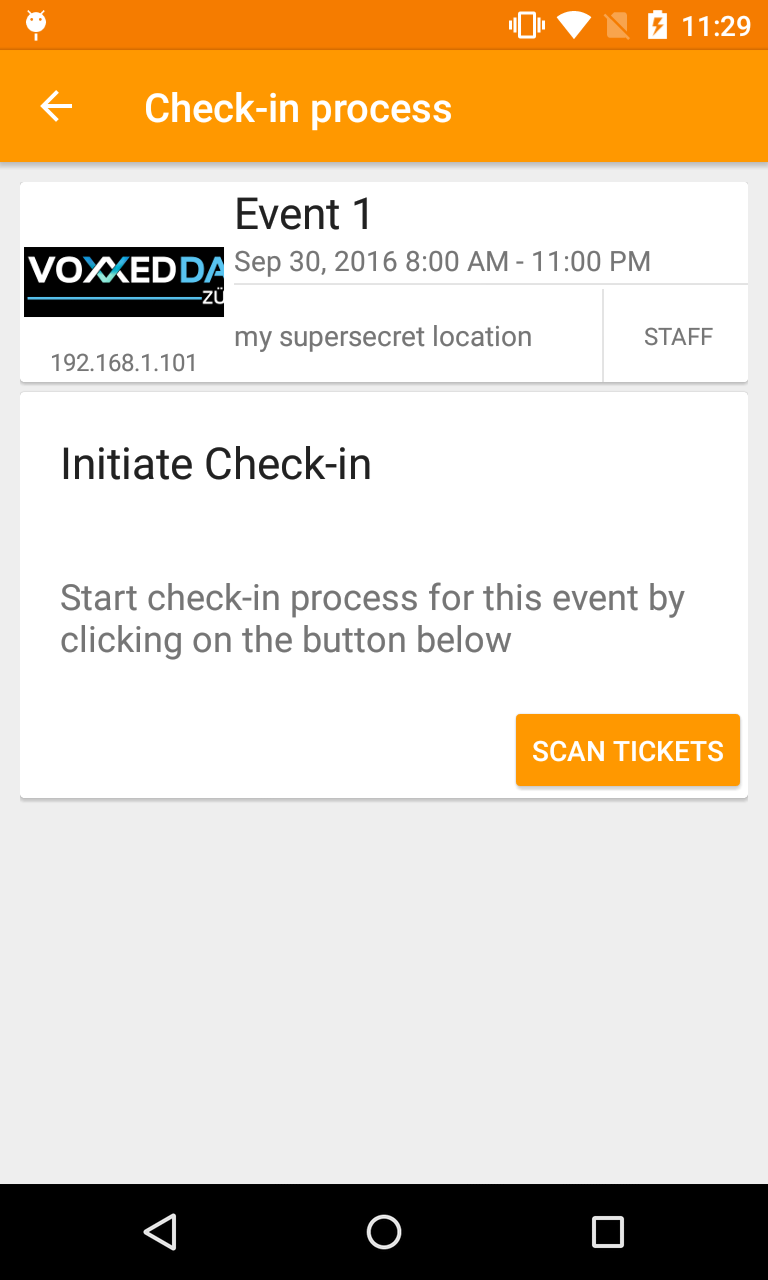 11:29
Check-in process
Event 1
VOXXED DA
Sep 30, 2016 8:00 AM - 11:00 PM
ZÜ
my supersecret location
STAFF
192.168.1.101
Initiate Check-in
Start check-in process for this event by
clicking on the button below
SCAN TICKETS